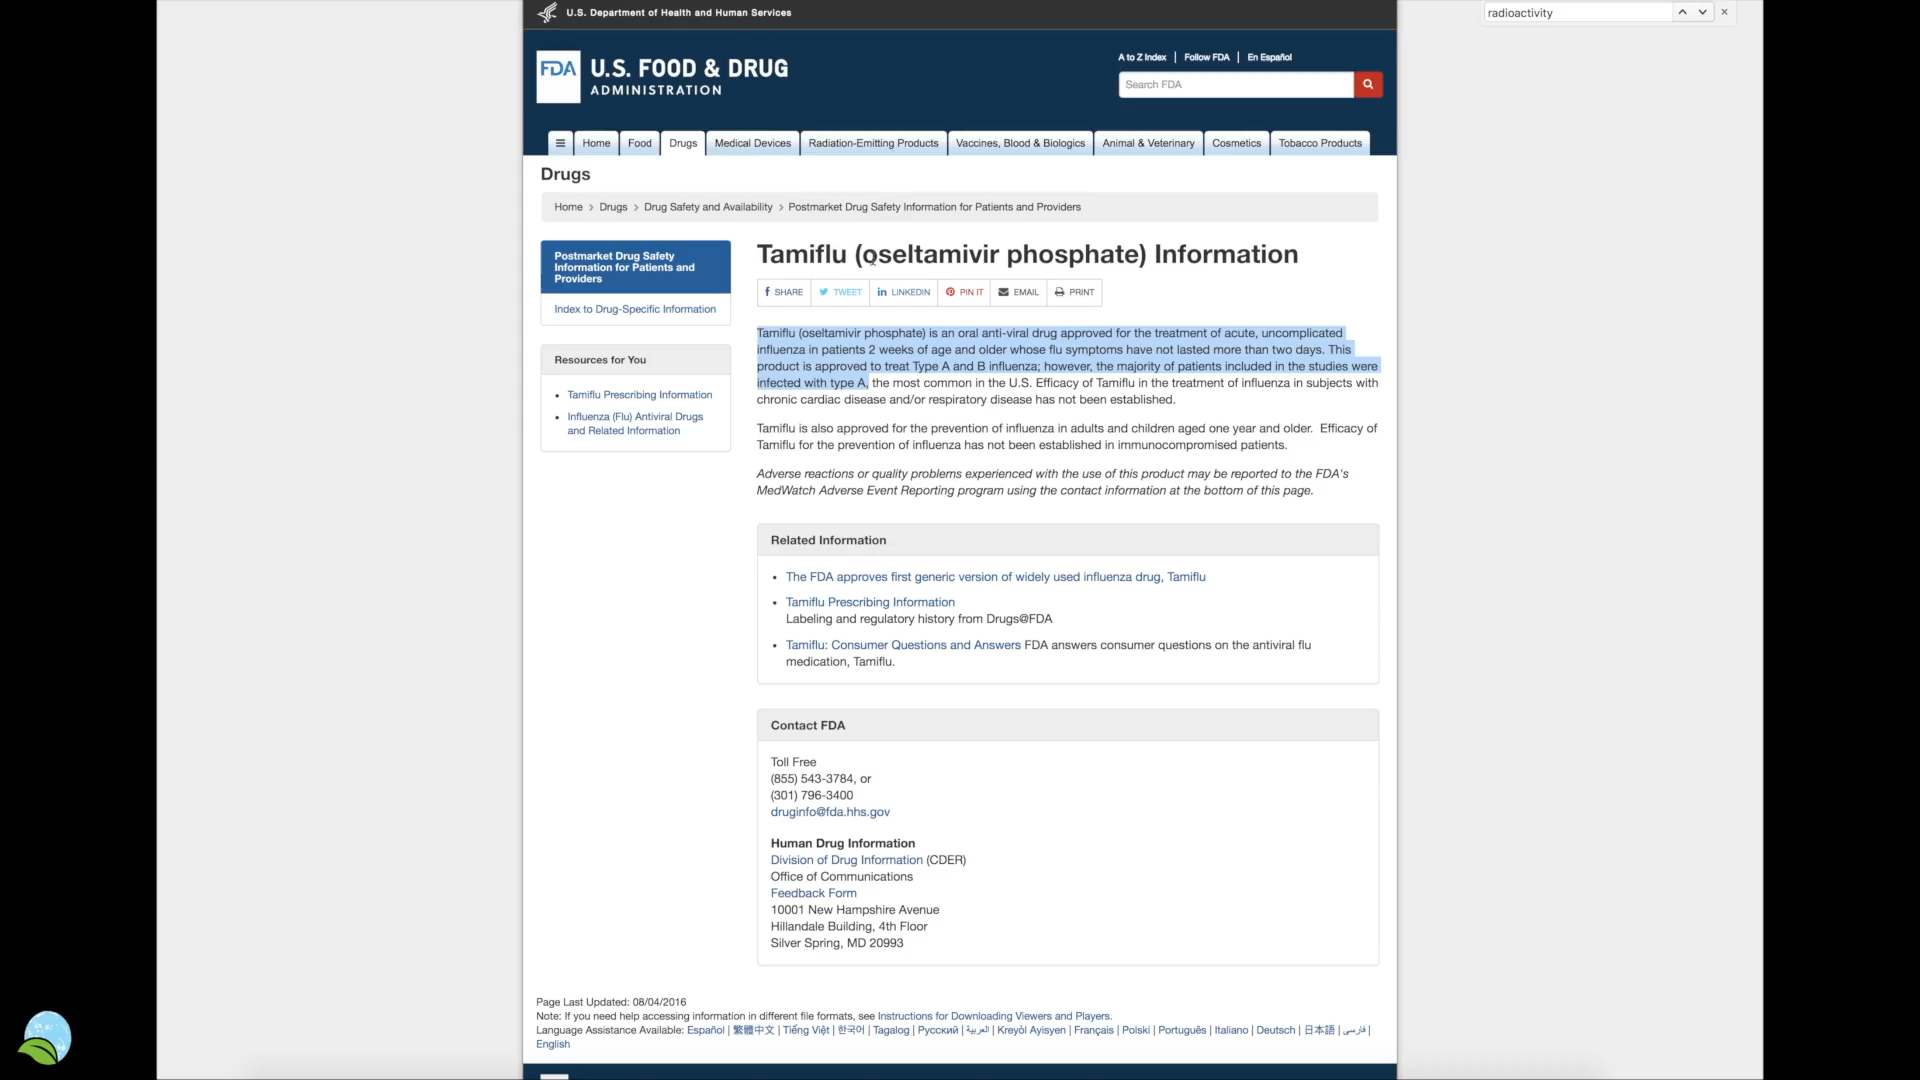 U.S. Department of Health and Human Services
radioactivity
FDA
U.S. FOOD & DRUG
ADMINISTRATION
A to Z Index | Follow FDA | En Español
Search FDA
Home
Food
Drugs
Medical Devices
Radiation-Emitting Products
Vaccines, Blood & Biologics
Animal & Veterinary
Cosmetics
Tobacco Products
Drugs
Home > Drugs > Drug Safety and Availability > Postmarket Drug Safety Information for Patients and Providers
Postmarket Drug Safety
Information for Patients and
Providers
Index to Drug-Specific Information
Resources for You
• Tamiflu Prescribing Information
• Influenza (Flu) Antiviral Drugs
and Related Information
Tamiflu (oseltamivir phosphate) Information
SHARE
TWEET
LINKEDIN
PIN IT
EMAIL
PRINT
Tamiflu (oseltamivir phosphate) is an oral anti-viral drug approved for the treatment of acute, uncomplicated
influenza in patients 2 weeks of age and older whose flu symptoms have not lasted more than two days. This
product is approved to treat Type A and B influenza; however, the majority of patients included in the studies were
infected with type A, the most common in the U.S. Efficacy of Tamiflu in the treatment of influenza in subjects with
chronic cardiac disease and/or respiratory disease has not been established.
Tamiflu is also approved for the prevention of influenza in adults and children aged one year and older. Efficacy of
Tamiflu for the prevention of influenza has not been established in immunocompromised patients.
Adverse reactions or quality problems experienced with the use of this product may be reported to the FDA's
MedWatch Adverse Event Reporting program using the contact information at the bottom of this page.
Related Information
• The FDA approves first generic version of widely used influenza drug, Tamiflu
• Tamiflu Prescribing Information
Labeling and regulatory history from Drugs@FDA
• Tamiflu: Consumer Questions and Answers FDA answers consumer questions on the antiviral flu
medication, Tamiflu.
Contact FDA
Toll Free
(855) 543-3784, or
(301) 796-3400
druginfo@fda.hhs.gov
Human Drug Information
Division of Drug Information (CDER)
Office of Communications
Feedback Form
10001 New Hampshire Avenue
Hillandale Building, 4th Floor
Silver Spring, MD 20993
Page Last Updated: 08/04/2016
Note: If you need help accessing information in different file formats, see Instructions for Downloading Viewers and Players.
Language Assistance Available: Español | 繁體中文 | Tiếng Việt | 한국어 | Tagalog | Русский | العربية | Kreyòl Ayisyen | Français | Polski | Português | Italiano | Deutsch | 日本語 | فارسی |
English